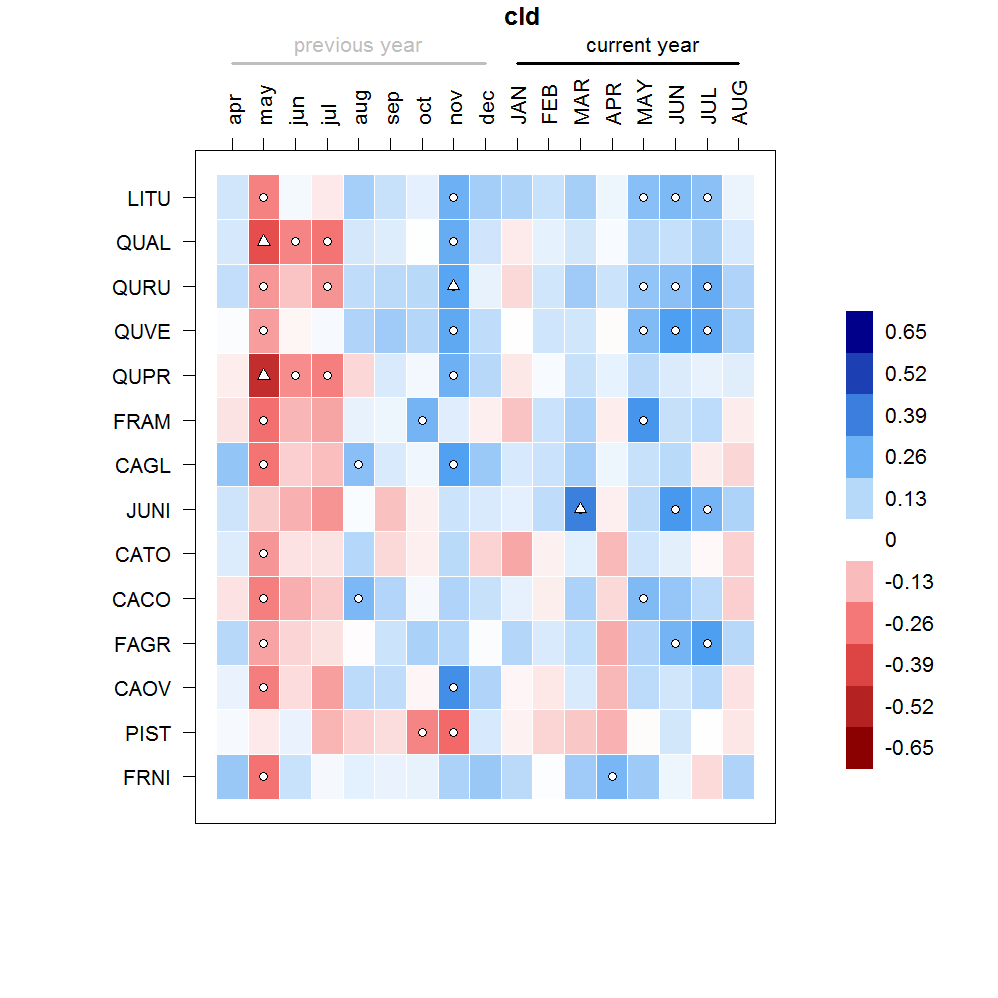 cld
previous year current year
apr may jun jul aug sep oct nov dec JAN FEB MAR APR MAY JUN JUL AUG
LITU
QUAL
QURU
QUVE
QUPR
FRAM
CAGL
JUNI
CATO
CACO
FAGR
CAOV
PIST
FRNI
0.65
0.52
0.39
0.26
0.13
0
-0.13
-0.26
-0.39
-0.52
-0.65